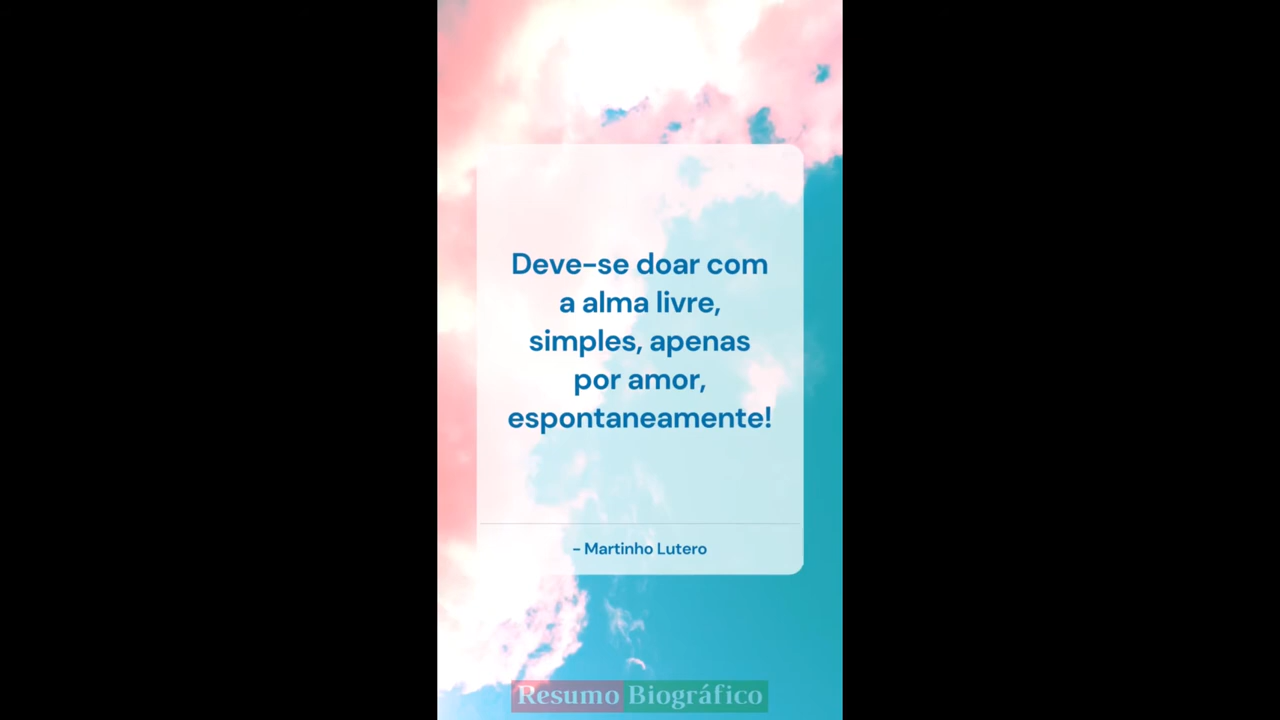 Deve-se doar com
a alma livre,
simples, apenas
por amor,
espontaneamente!
- Martinho Lutero
Resumo Biográfico